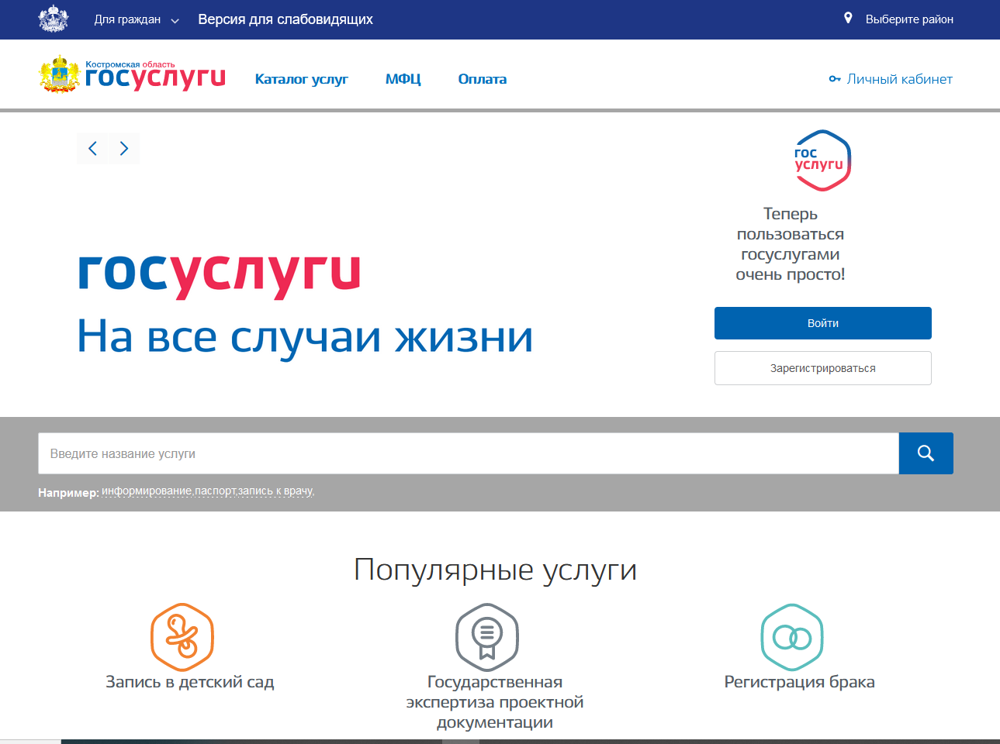 Для граждан Версия для слабовидящих Выберите район
Костромская область
госуслуги
Каталог услуг МФЦ Оплата Личный кабинет
гос
услуги
Теперь
пользоваться
госуслугами
очень просто!
госуслуги
На все случаи жизни
Войти
Зарегистрироваться
Введите название услуги
Например: информирование, паспорт, запись к врачу,
Популярные услуги
Запись в детский сад
Государственная
экспертиза проектной
документации
Регистрация брака